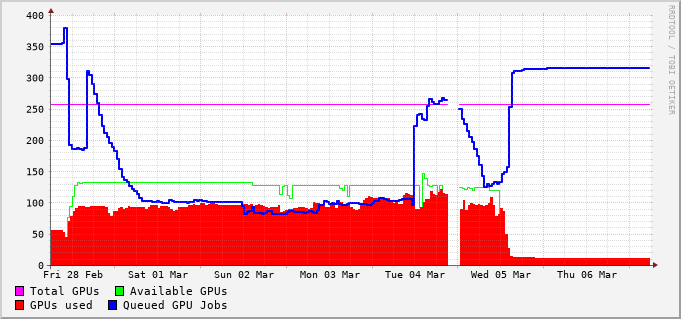 400
350
300
250
200
150
100
50
0
Fri 28 Feb Sat 01 Mar Sun 02 Mar Mon 03 Mar Tue 04 Mar Wed 05 Mar Thu 06 Mar
Total GPUs Available GPUs
GPUs used Queued GPU Jobs
RRDTOOL / TOBI OETIKER